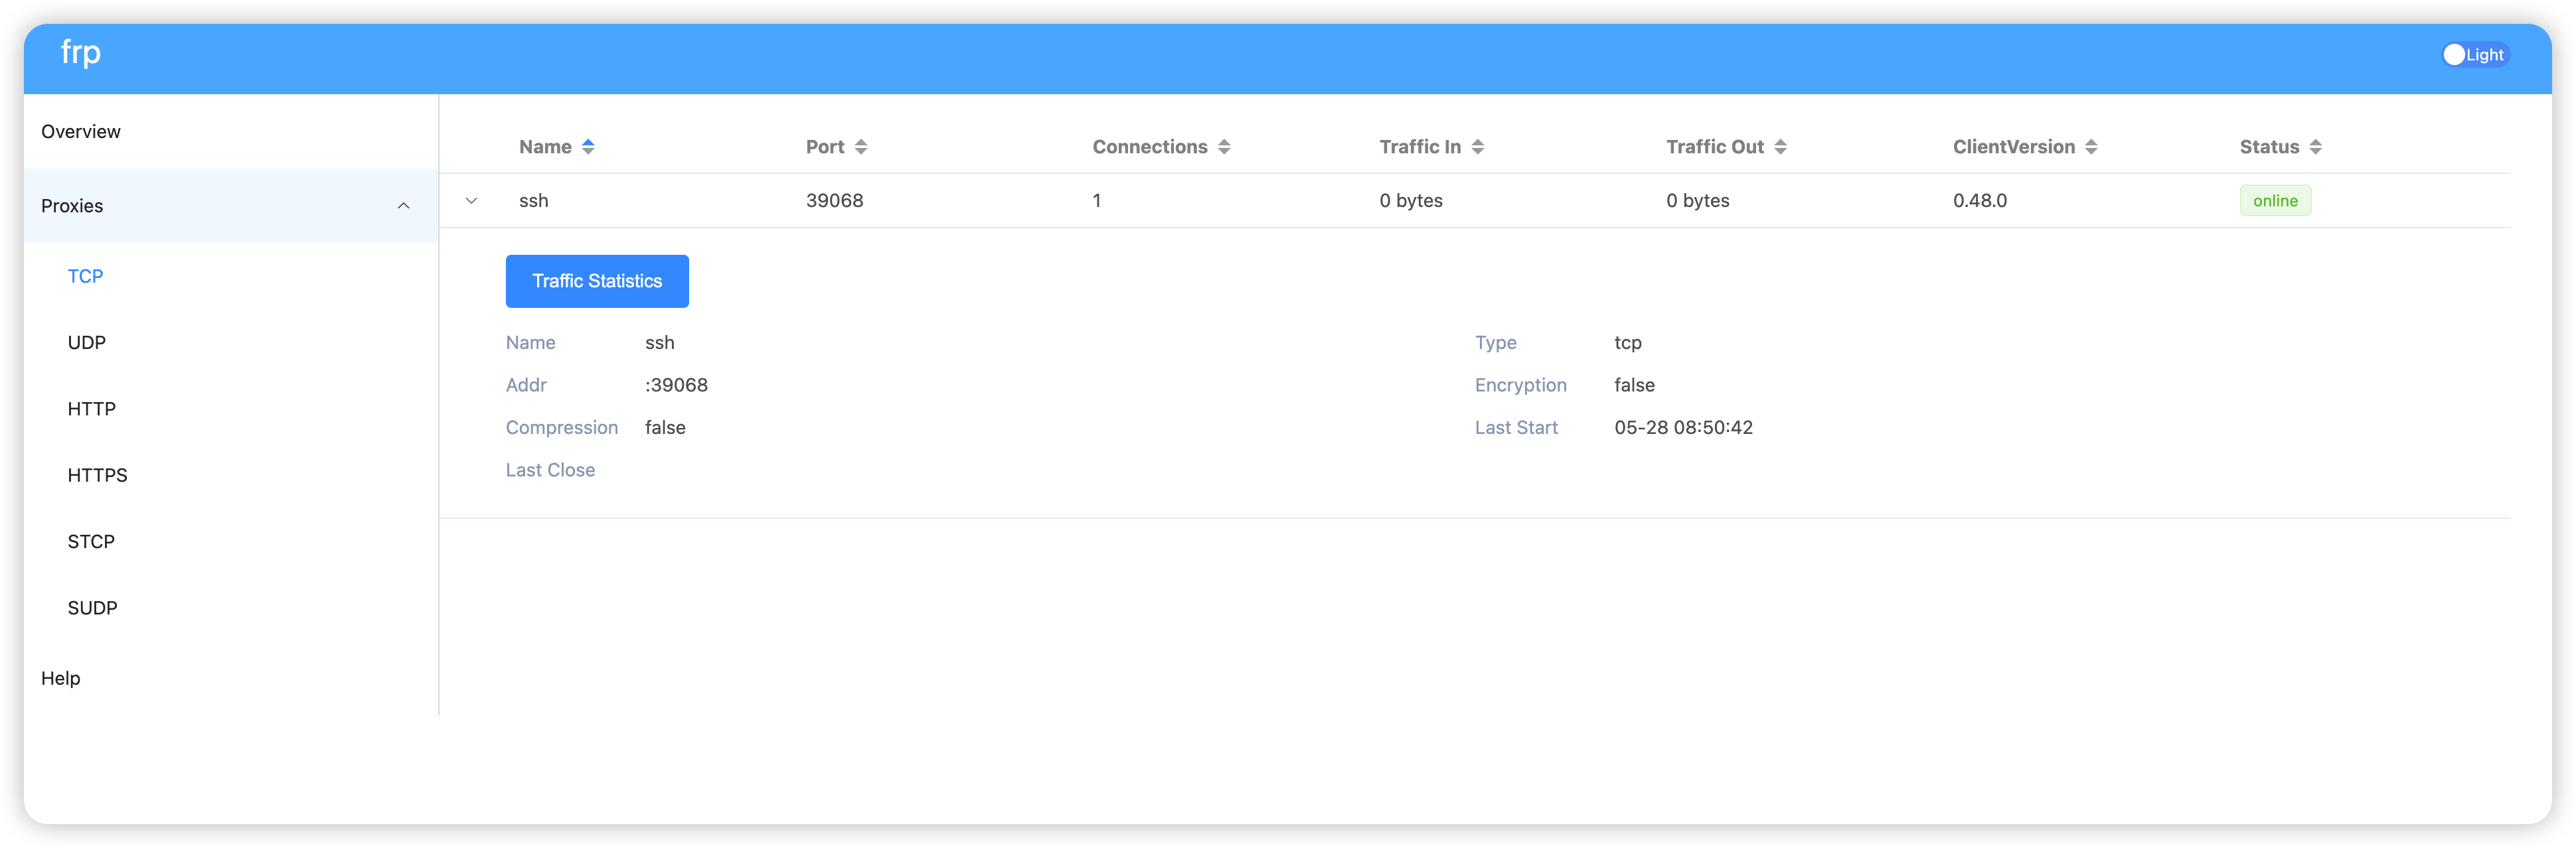 frp
Light
Overview
Proxies
TCP
UDP
HTTP
HTTPS
STCP
SUDP
Help
Name Port Connections Traffic In Traffic Out ClientVersion Status
ssh 39068 1 0 bytes 0 bytes 0.48.0 online
Traffic Statistics
Name ssh Type tcp
Addr :39068 Encryption false
Compression false Last Start 05-28 08:50:42
Last Close